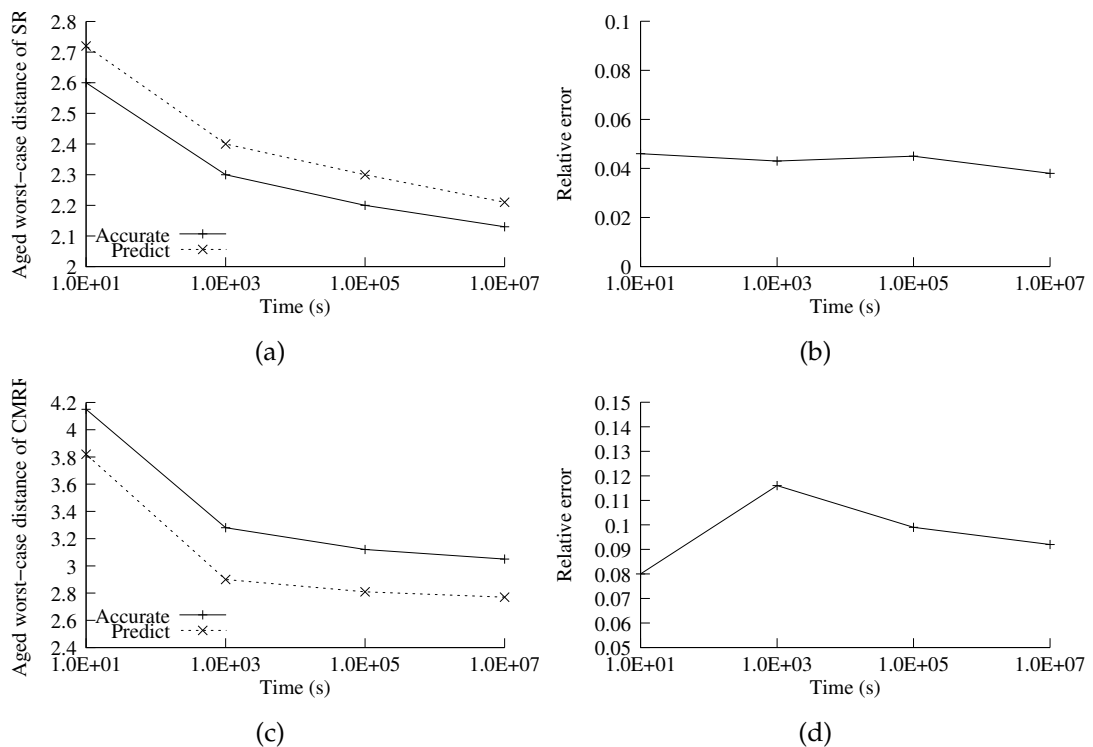 Aged worst−case distance of SR
2.8
2.7
2.6
2.5
2.4
2.3
2.2
2.1
2
Accurate
Predict
1.0E+01 1.0E+03 1.0E+05 1.0E+07
Time (s)
(a)
Relative error
0.1
0.08
0.06
0.04
0.02
0
1.0E+01 1.0E+03 1.0E+05 1.0E+07
Time (s)
(b)
Aged worst−case distance of
4.2
4
3.8
3.6
3.4
3.2
3
2.8
2.6
2.4
Accurate
Predict
1.0E+01 1.0E+03 1.0E+05 1.0E+07
Time (s)
(c)
Relative error
0.15
0.14
0.13
0.12
0.11
0.1
0.09
0.08
0.07
0.06
0.05
1.0E+01 1.0E+03 1.0E+05 1.0E+07
Time (s)
(d)